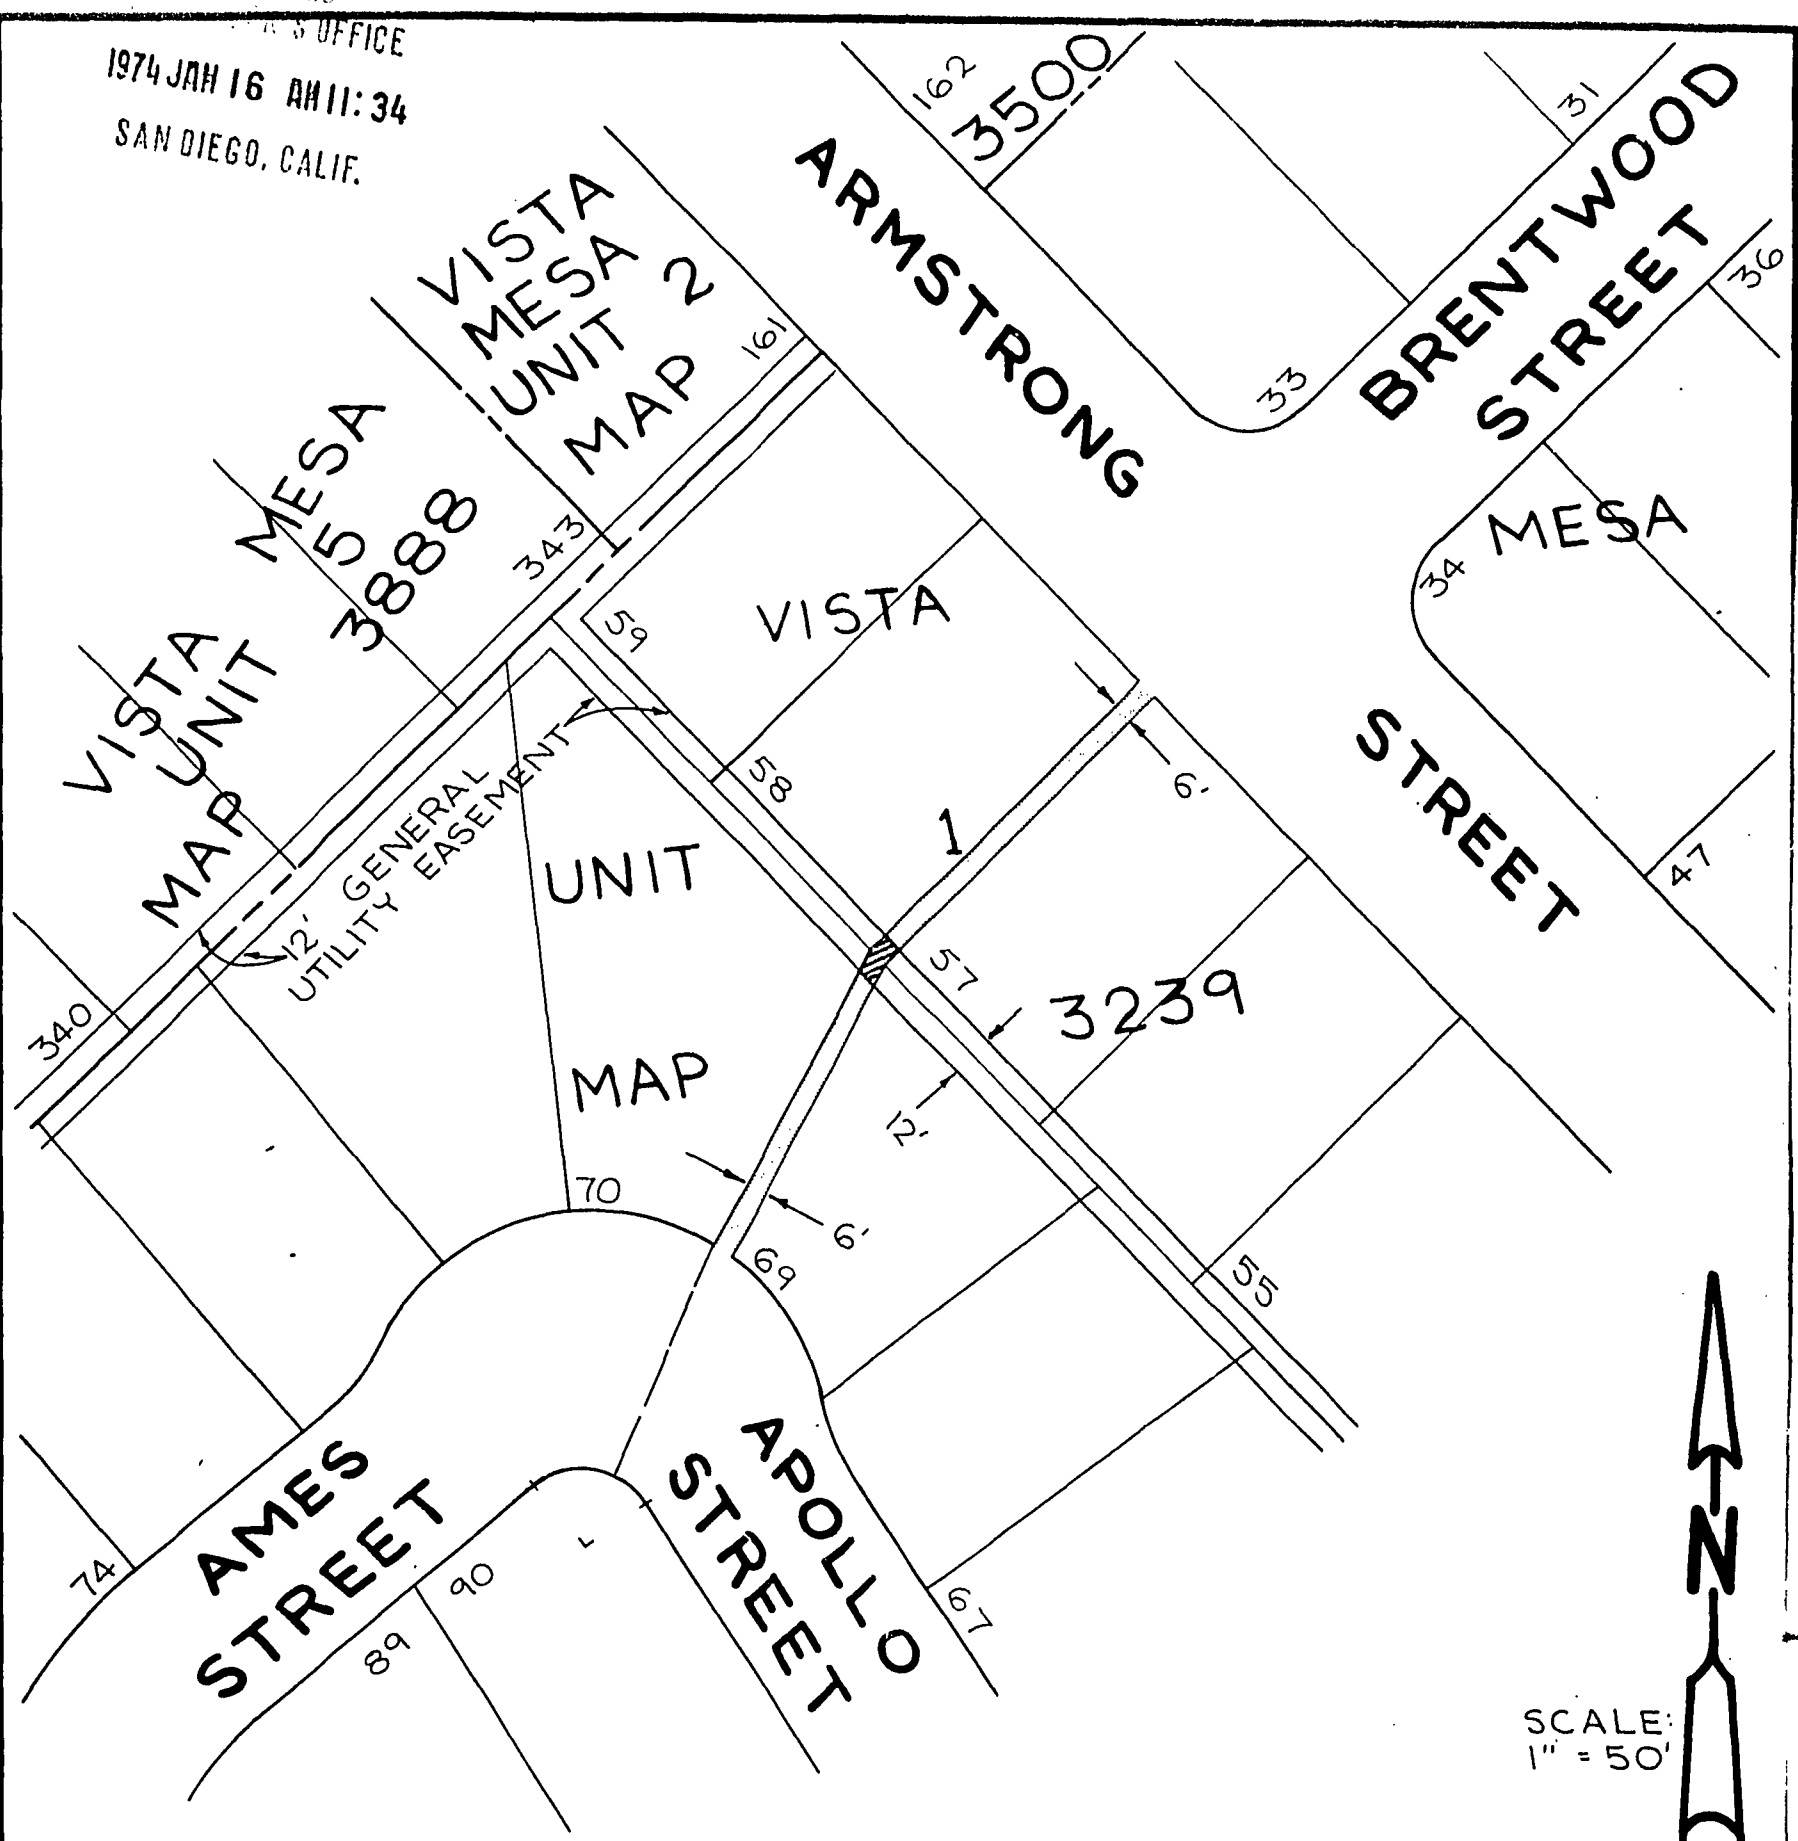 'S OFFICE
1974 JAN 16 AM 11:34
SAN DIEGO, CALIF.
162
3500
31
BRENTWOOD
STREET
36
33
ARMSTRONG
STREET
VISTA
MESA
UNIT 2
MAP
161
VISTA MESA
UNIT 5
MAP 3888
343
340
59
VISTA
MESA
34
47
58
6'
1
12' GENERAL
UTILITY EASEMENT
UNIT
57
3239
MAP
12'
70
6'
69
55
AMES
STREET
APOLLO
STREET
74
90
89
67
N
SCALE:
1" = 50'